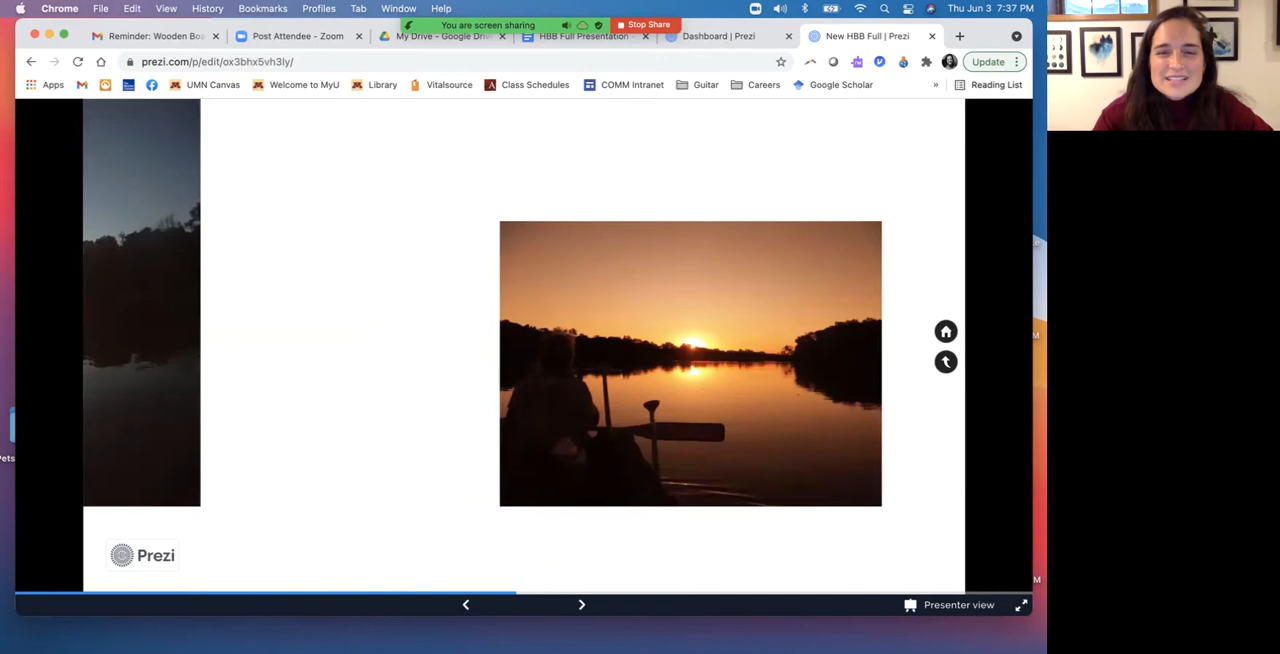 Chrome File Edit View History Bookmarks Profiles Tab Window Help Thu Jun 3 7:37 PM
You are screen sharing Stop Share
Reminder: Wooden Boa Post Attendee - Zoom My Drive - Google Driv HBB Full Presentation - Dashboard | Prezi New HBB Full | Prezi
prezi.com/p/edit/ox3bhx5vh3ly/ Update
Apps UMN Canvas Welcome to MyU Library Vitalsource Class Schedules COMM Intranet Guitar Careers Google Scholar » Reading List
Pets
Prezi
Presenter view